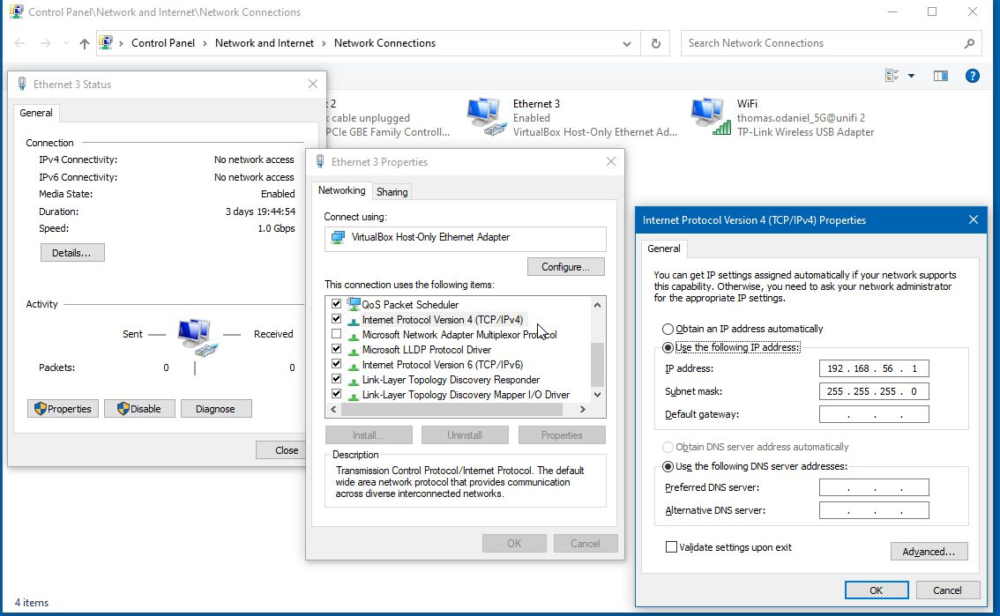 Control Panel\Network and Internet\Network Connections
Control Panel > Network and Internet > Network Connections
Search Network Connections
Ethernet 3 Status
General
Connection
IPv4 Connectivity: No network access
IPv6 Connectivity: No network access
Media State: Enabled
Duration: 3 days 19:44:54
Speed: 1.0 Gbps
Details...
Activity
Sent Received
Packets: 0 0
Properties Disable Diagnose
Close
2
cable unplugged
PCIe GBE Family Controll...
Ethernet 3
Enabled
VirtualBox Host-Only Ethernet Ad...
WiFi
thomas.odaniel_5G@unifi 2
TP-Link Wireless USB Adapter
Ethernet 3 Properties
Networking Sharing
Connect using:
VirtualBox Host-Only Ethernet Adapter
Configure...
This connection uses the following items:
QoS Packet Scheduler
Internet Protocol Version 4 (TCP/IPv4)
Microsoft Network Adapter Multiplexor Protocol
Microsoft LLDP Protocol Driver
Internet Protocol Version 6 (TCP/IPv6)
Link-Layer Topology Discovery Responder
Link-Layer Topology Discovery Mapper I/O Driver
Install... Uninstall Properties
Description
Transmission Control Protocol/Internet Protocol. The default
wide area network protocol that provides communication
across diverse interconnected networks.
OK Cancel
Internet Protocol Version 4 (TCP/IPv4) Properties
General
You can get IP settings assigned automatically if your network supports
this capability. Otherwise, you need to ask your network administrator
for the appropriate IP settings.
Obtain an IP address automatically
Use the following IP address:
IP address: 192 . 168 . 56 . 1
Subnet mask: 255 . 255 . 255 . 0
Default gateway: . . .
Obtain DNS server address automatically
Use the following DNS server addresses:
Preferred DNS server: . . .
Alternative DNS server: . . .
Validate settings upon exit
Advanced...
OK Cancel
4 items